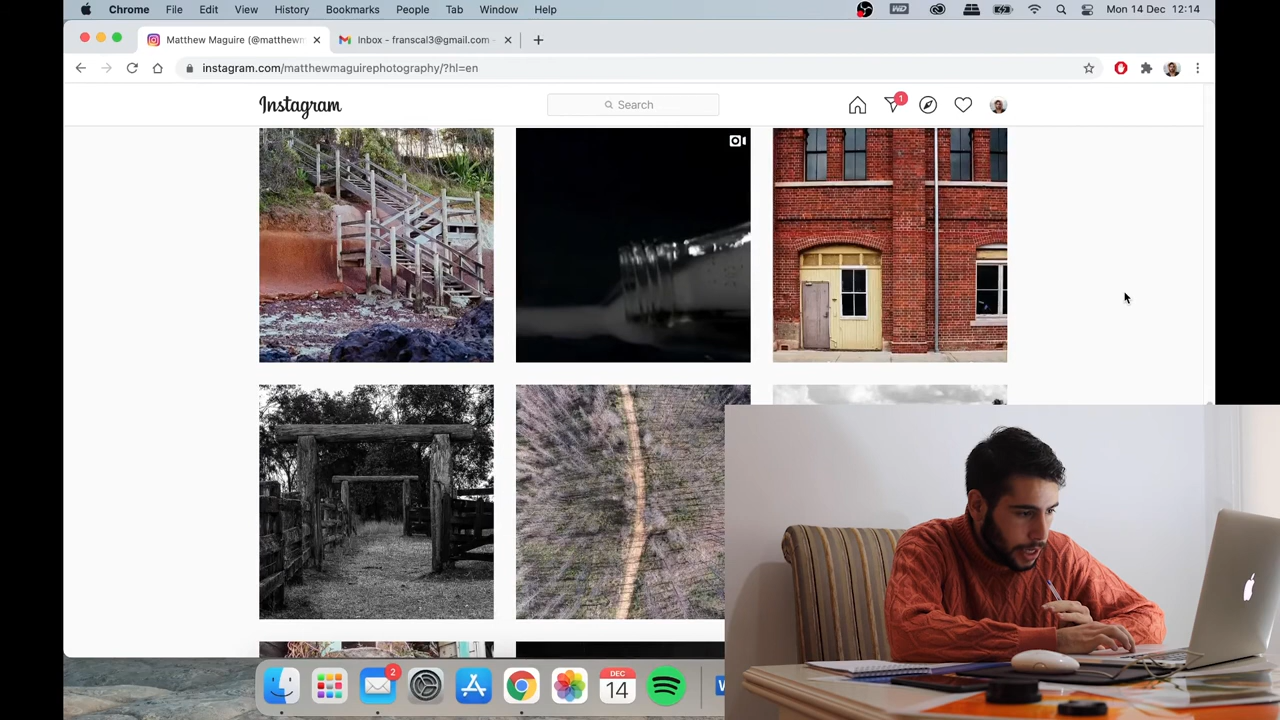 Chrome File Edit View History Bookmarks People Tab Window Help Mon 14 Dec 12:14
Matthew Maguire (@matthewm Inbox - franscal3@gmail.com -
instagram.com/matthewmaguirephotography/?hl=en
Instagram Search 1
2 DEC 14